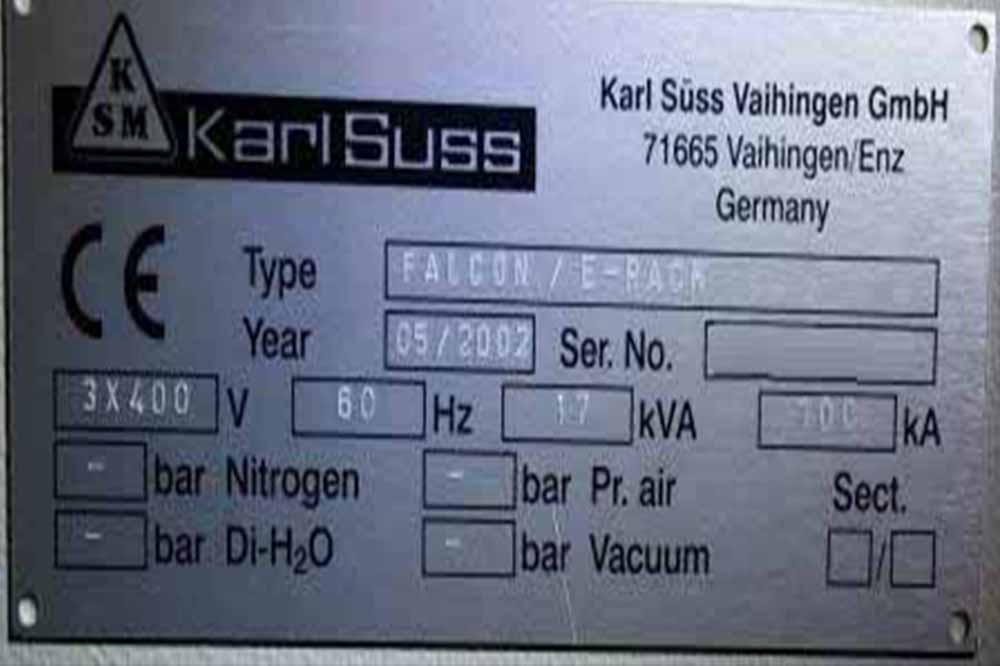 K
SM
Karl Suss
Karl Süss Vaihingen GmbH
71665 Vaihingen/Enz
Germany
CE
Type FALCON / E-RACK
Year 05/2002 Ser. No.
3X400 V 60 Hz 17 kVA kA
- bar Nitrogen - bar Pr. air Sect.
- bar Di-H₂O - bar Vacuum /